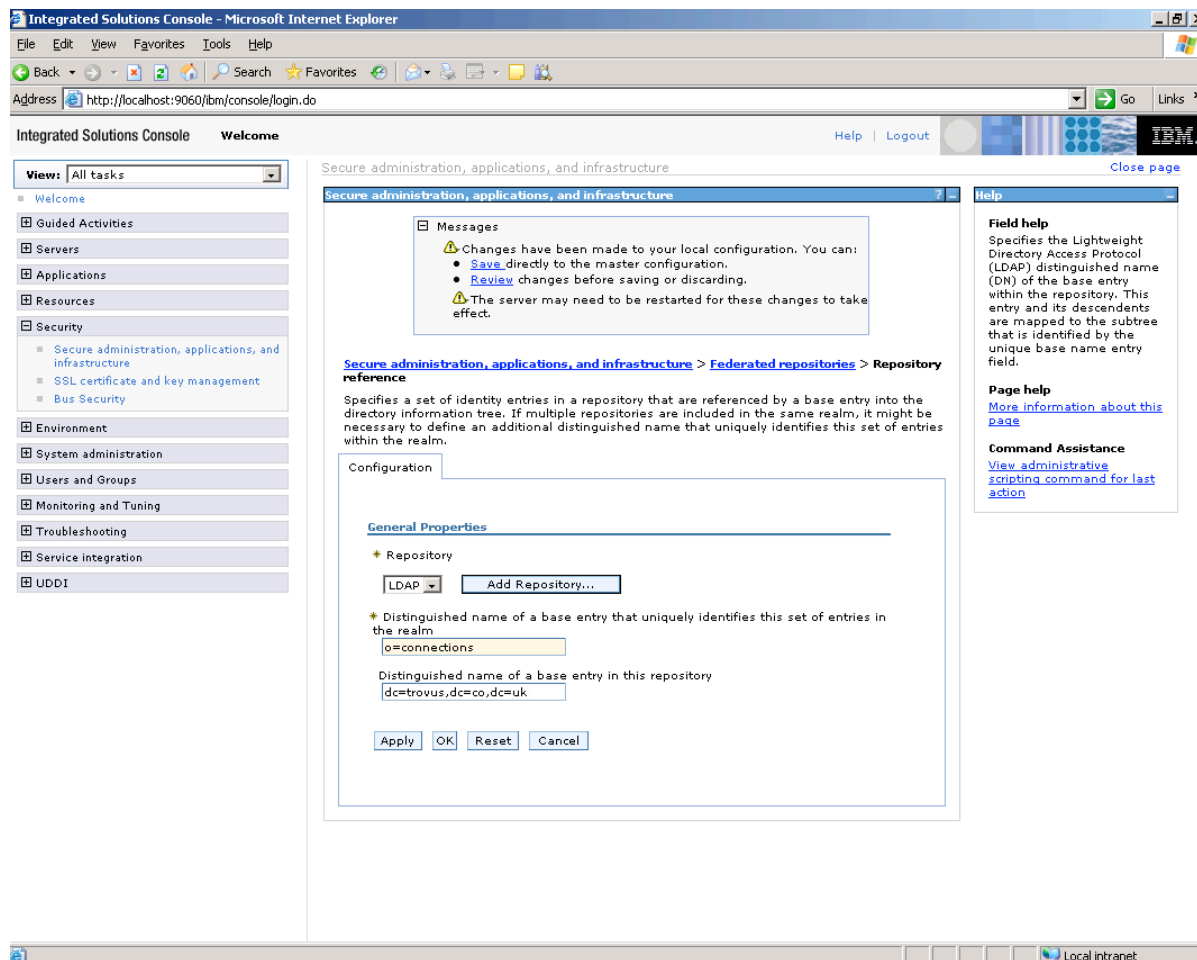 Integrated Solutions Console - Microsoft Internet Explorer
File Edit View Favorites Tools Help
Back Search Favorites
Address http://localhost:9060/ibm/console/login.do Go Links
Integrated Solutions Console Welcome Help | Logout IBM.
View: All tasks
Welcome
Guided Activities
Servers
Applications
Resources
Security
Secure administration, applications, and
infrastructure
SSL certificate and key management
Bus Security
Environment
System administration
Users and Groups
Monitoring and Tuning
Troubleshooting
Service integration
UDDI
Secure administration, applications, and infrastructure Close page
Secure administration, applications, and infrastructure ? -
Messages
Changes have been made to your local configuration. You can:
• Save directly to the master configuration.
• Review changes before saving or discarding.
The server may need to be restarted for these changes to take
effect.
Secure administration, applications, and infrastructure > Federated repositories > Repository
reference
Specifies a set of identity entries in a repository that are referenced by a base entry into the
directory information tree. If multiple repositories are included in the same realm, it might be
necessary to define an additional distinguished name that uniquely identifies this set of entries
within the realm.
Configuration
General Properties
* Repository
LDAP Add Repository...
* Distinguished name of a base entry that uniquely identifies this set of entries in
the realm
o=connections
Distinguished name of a base entry in this repository
dc=trovus,dc=co,dc=uk
Apply OK Reset Cancel
Help -
Field help
Specifies the Lightweight
Directory Access Protocol
(LDAP) distinguished name
(DN) of the base entry
within the repository. This
entry and its descendents
are mapped to the subtree
that is identified by the
unique base name entry
field.
Page help
More information about this
page
Command Assistance
View administrative
scripting command for last
action
Local intranet